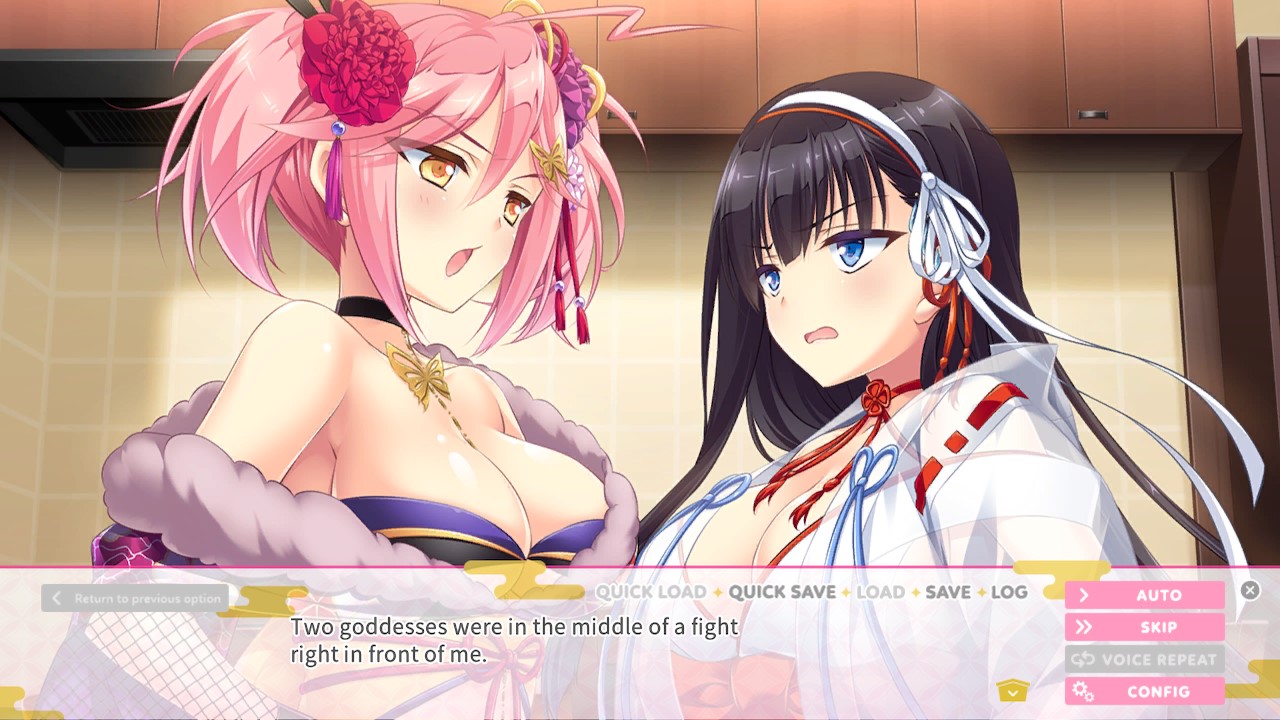 Return to previous option
QUICK LOAD QUICK SAVE LOAD SAVE LOG
AUTO
Two goddesses were in the middle of a fight
right in front of me.
SKIP
VOICE REPEAT
CONFIG